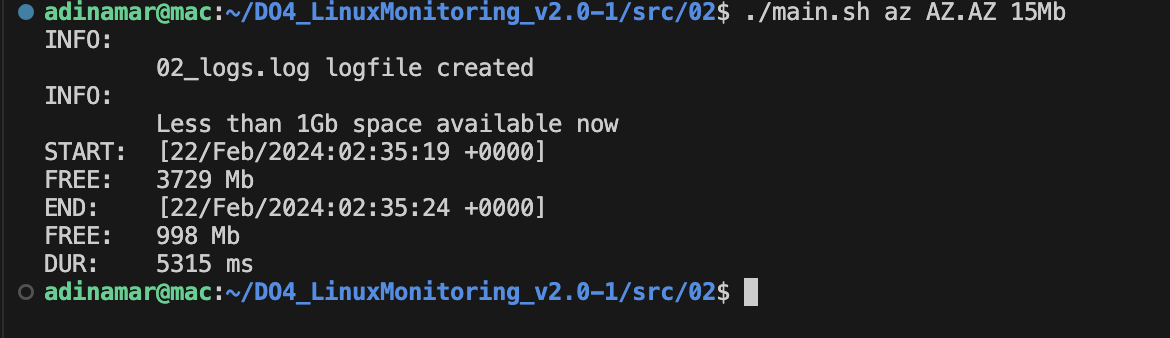 adinamar@mac:~/DO4_LinuxMonitoring_v2.0-1/src/02$ ./main.sh az AZ.AZ 15Mb
INFO:
02_logs.log logfile created
INFO:
Less than 1Gb space available now
START: [22/Feb/2024:02:35:19 +0000]
FREE: 3729 Mb
END: [22/Feb/2024:02:35:24 +0000]
FREE: 998 Mb
DUR: 5315 ms
adinamar@mac:~/DO4_LinuxMonitoring_v2.0-1/src/02$